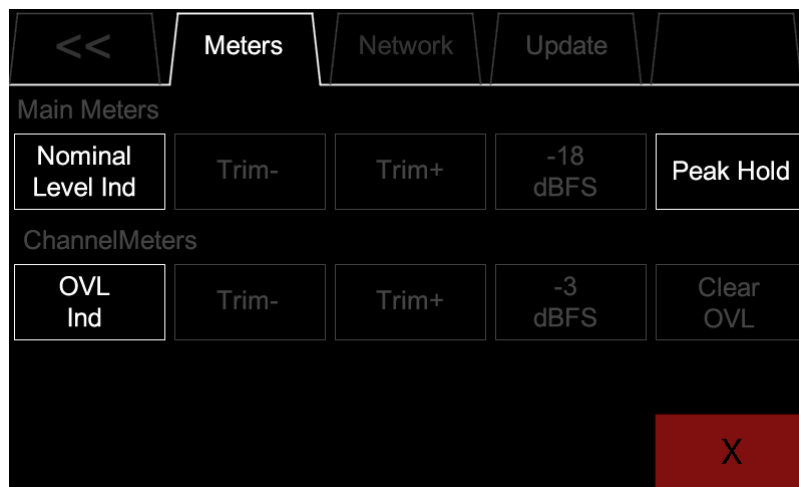 << Meters Network Update
Main Meters
Nominal Level Ind
Trim-
Trim+
-18 dBFS
Peak Hold
ChannelMeters
OVL Ind
Trim-
Trim+
-3 dBFS
Clear OVL
X